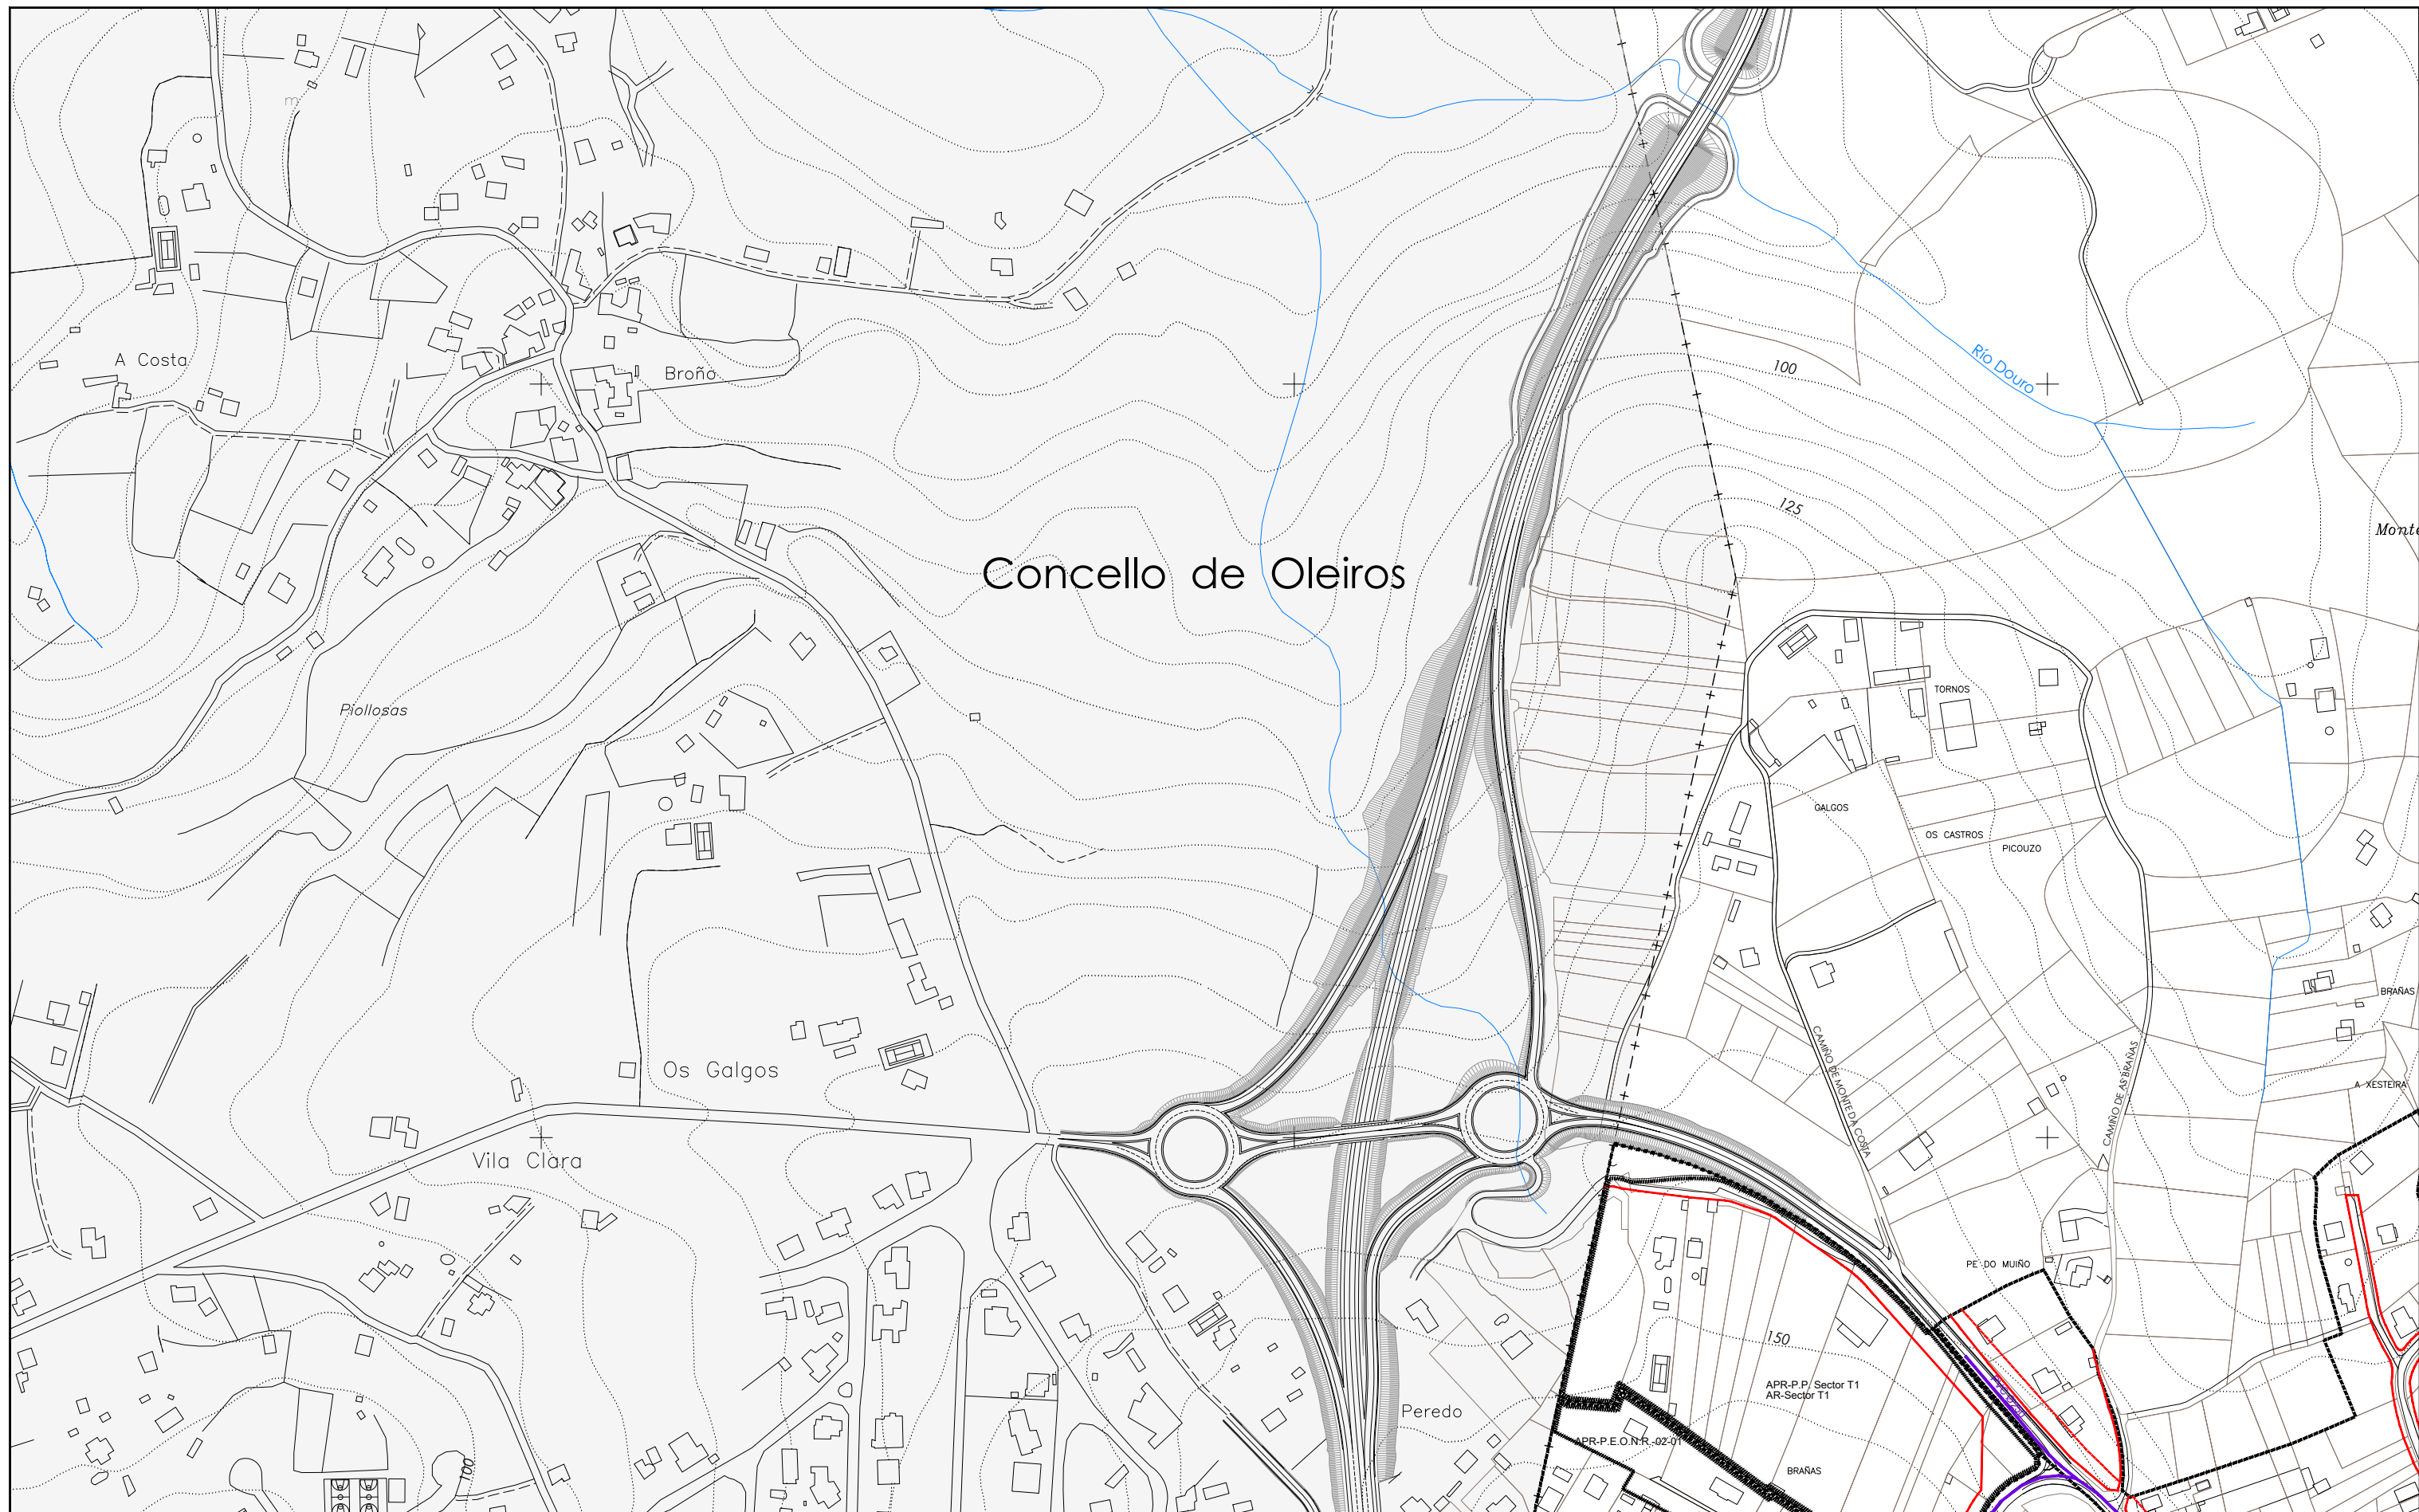 m
A Costa
Broño
100
Río Douro
125
Monte
Concello de Oleiros
TORNOS
Piollosas
GALGOS
OS CASTROS
PICOUZO
BRAÑAS
CAMIÑO DE MONTE DA COSTA
CAMIÑO DE AS BRAÑAS
Os Galgos
A XESTEIRA
Vila Clara
PE DO MUIÑO
150
APR-P.P. Sector T1
AR-Sector T1
Peredo
APR-P.E.O.N.R.-02-01
BRAÑAS
100